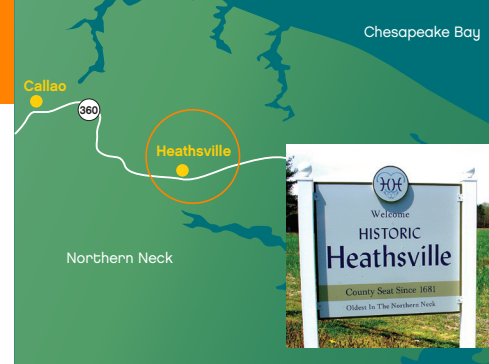 Chesapeake Bay
Callao
360
Heathsville
Northern Neck
HH
Welcome
HISTORIC
Heathsville
County Seat Since 1681
Oldest In The Northern Neck